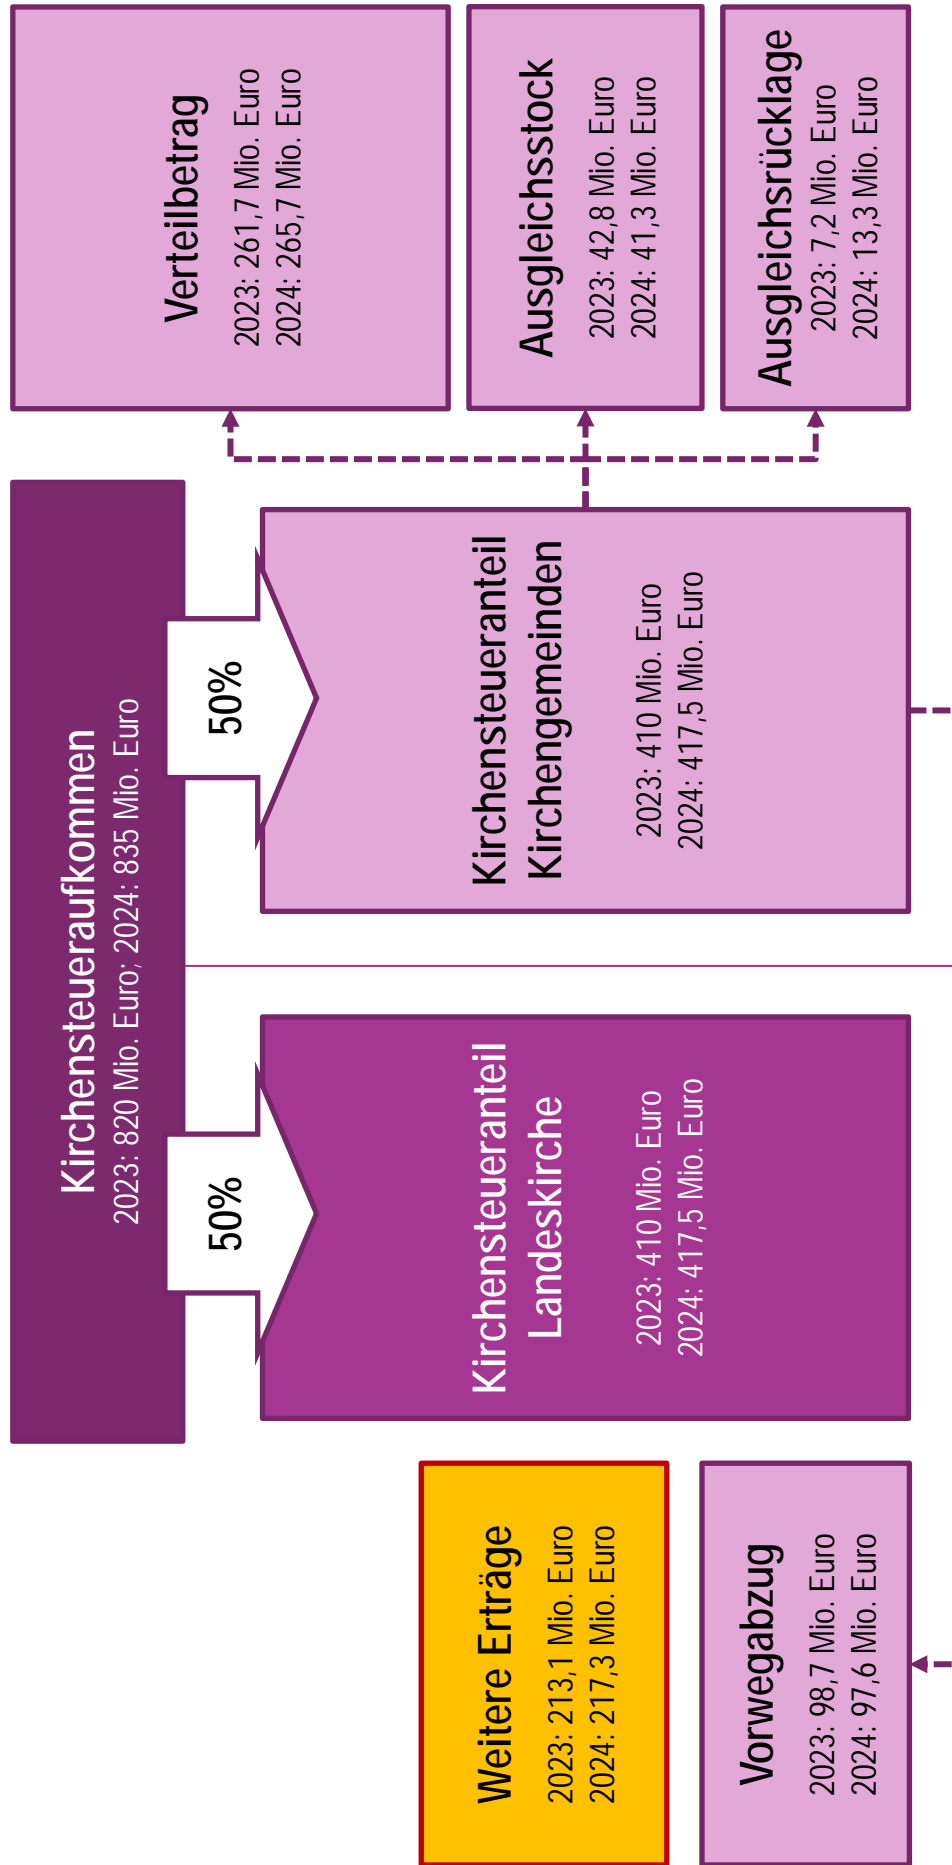 Kirchensteueraufkommen
2023: 820 Mio. Euro; 2024: 835 Mio. Euro
50%
50%
Weitere Erträge
2023: 213,1 Mio. Euro
2024: 217,3 Mio. Euro
Vorwegabzug
2023: 98,7 Mio. Euro
2024: 97,6 Mio. Euro
Kirchensteueranteil
Landeskirche
2023: 410 Mio. Euro
2024: 417,5 Mio. Euro
Kirchensteueranteil
Kirchengemeinden
2023: 410 Mio. Euro
2024: 417,5 Mio. Euro
Verteilbetrag
2023: 261,7 Mio. Euro
2024: 265,7 Mio. Euro
Ausgleichsstock
2023: 42,8 Mio. Euro
2024: 41,3 Mio. Euro
Ausgleichsrücklage
2023: 7,2 Mio. Euro
2024: 13,3 Mio. Euro